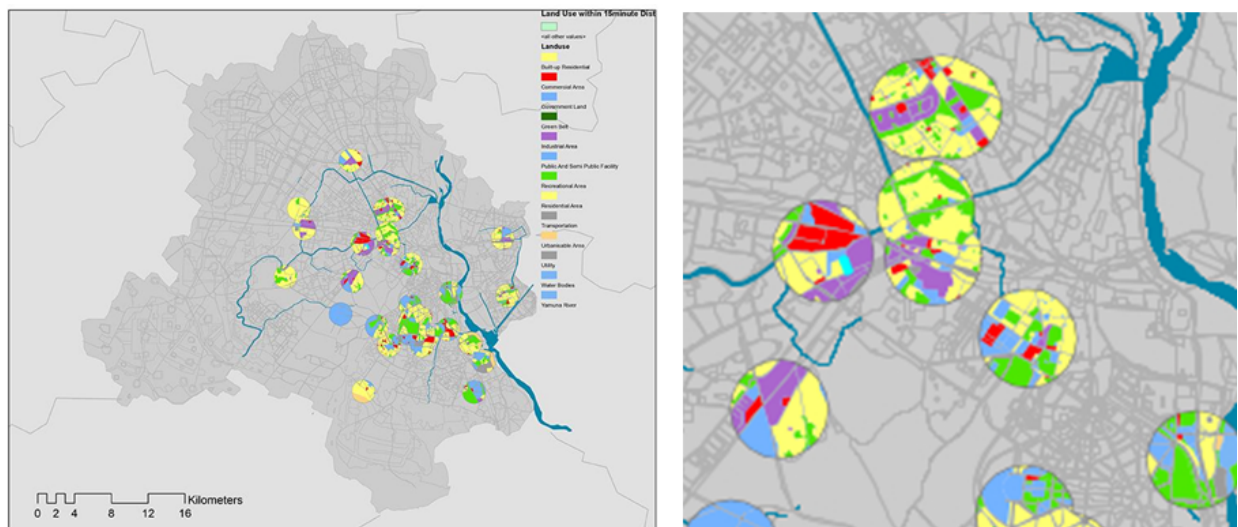 Land Use within 15minute Dist
<all other values>
Landuse
Built-up Residential
Commercial Area
Government Land
Green Belt
Industrial Area
Public And Semi Public Facility
Recreational Area
Residential Area
Transportation
Urbanisable Area
Utility
Water Bodies
Yamuna River
Kilometers
0 2 4 8 12 16